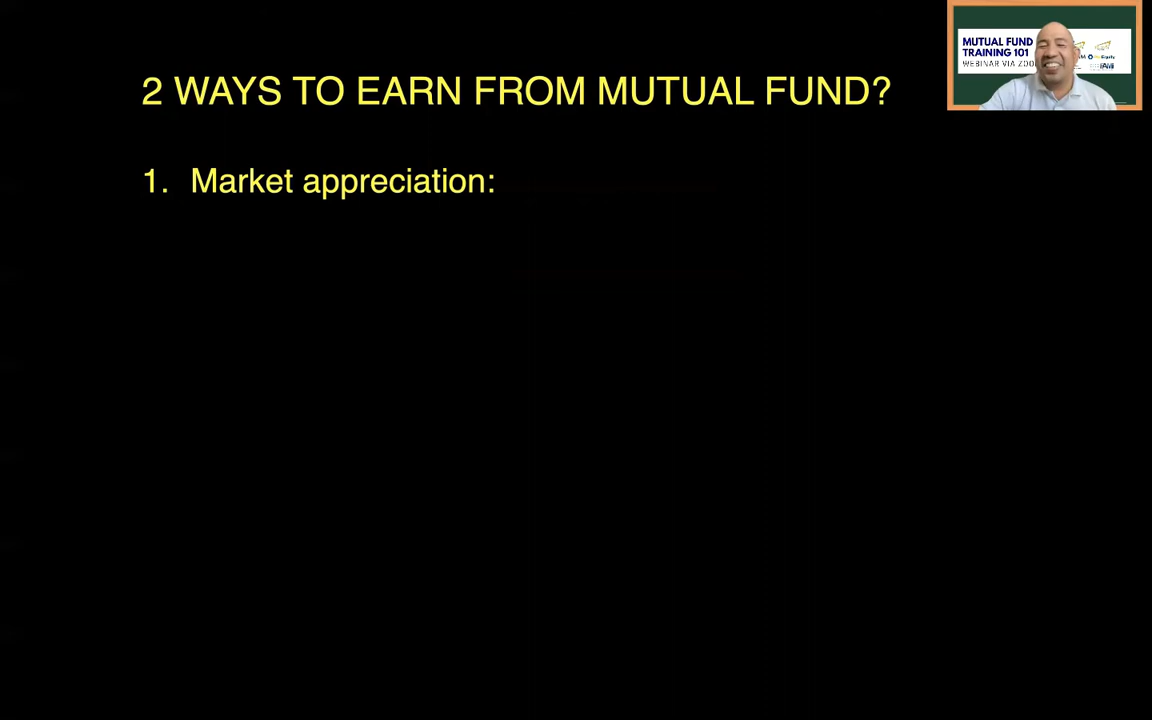 2 WAYS TO EARN FROM MUTUAL FUND?
1. Market appreciation:
MUTUAL FUND
TRAINING 101
WEBINAR VIA ZOO